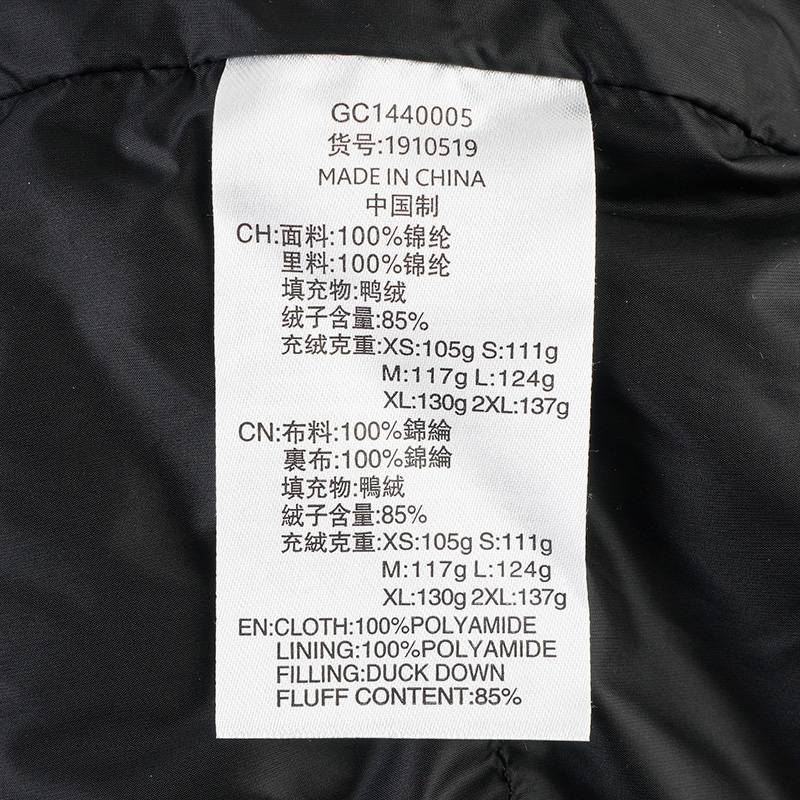 GC1440005
货号:1910519
MADE IN CHINA
中国制
CH:面料:100%锦纶
里料:100%锦纶
填充物:鸭绒
绒子含量:85%
充绒克重:XS:105g S:111g
M:117g L:124g
XL:130g 2XL:137g
CN:布料:100%錦綸
裏布:100%錦綸
填充物:鴨絨
絨子含量:85%
充絨克重:XS:105g S:111g
M:117g L:124g
XL:130g 2XL:137g
EN:CLOTH:100%POLYAMIDE
LINING:100%POLYAMIDE
FILLING:DUCK DOWN
FLUFF CONTENT:85%